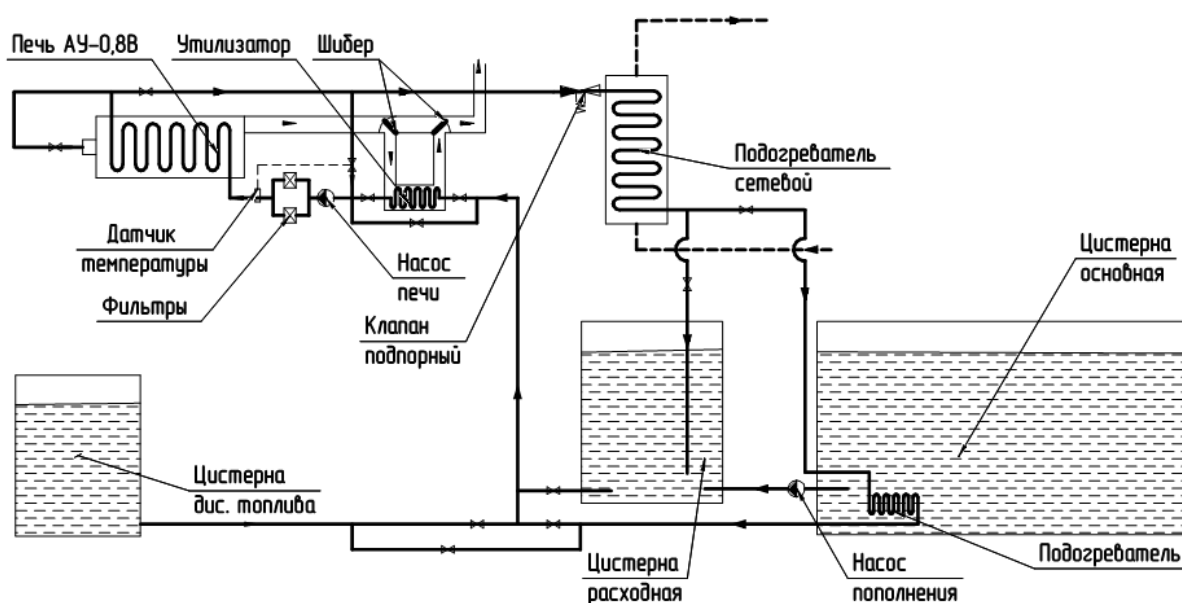 Печь АУ-0,8В
Утилизатор
Шибер
Подогреватель
сетевой
Датчик
температуры
Насос
печи
Цистерна
основная
Фильтры
Клапан
подпорный
Цистерна
дис. топлива
Цистерна
расходная
Насос
пополнения
Подогреватель